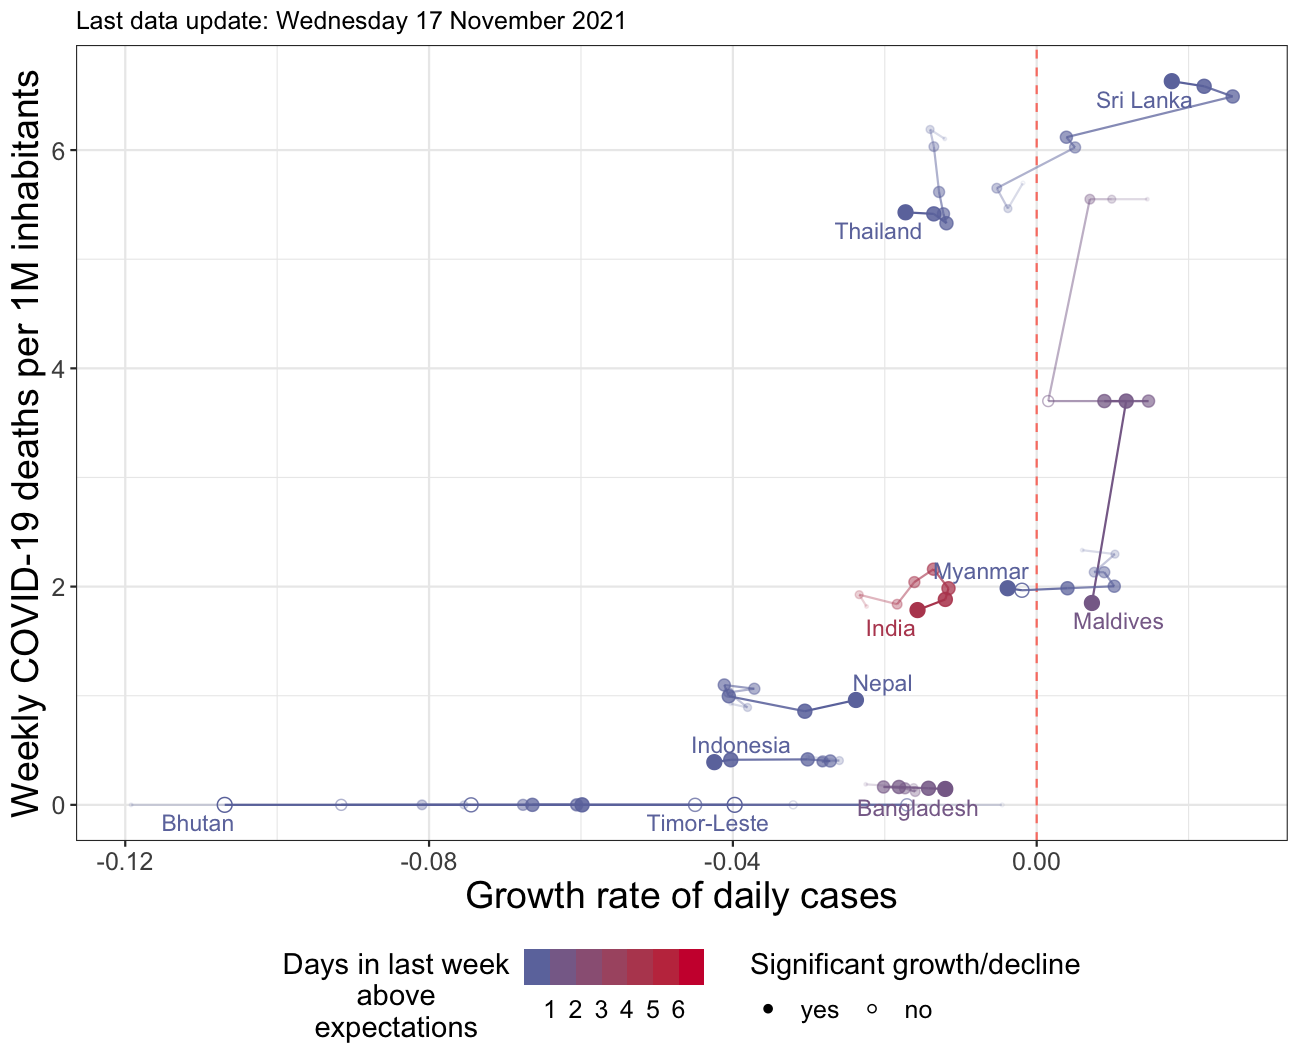 Last data update: Wednesday 17 November 2021
Weekly COVID-19 deaths per 1M inhabitants
6
4
2
0
Sri Lanka
Thailand
Myanmar
Maldives
India
Nepal
Indonesia
Bangladesh
Bhutan
Timor-Leste
-0.12
-0.08
-0.04
0.00
Growth rate of daily cases
Days in last week
above
expectations
1 2 3 4 5 6
Significant growth/decline
yes
no